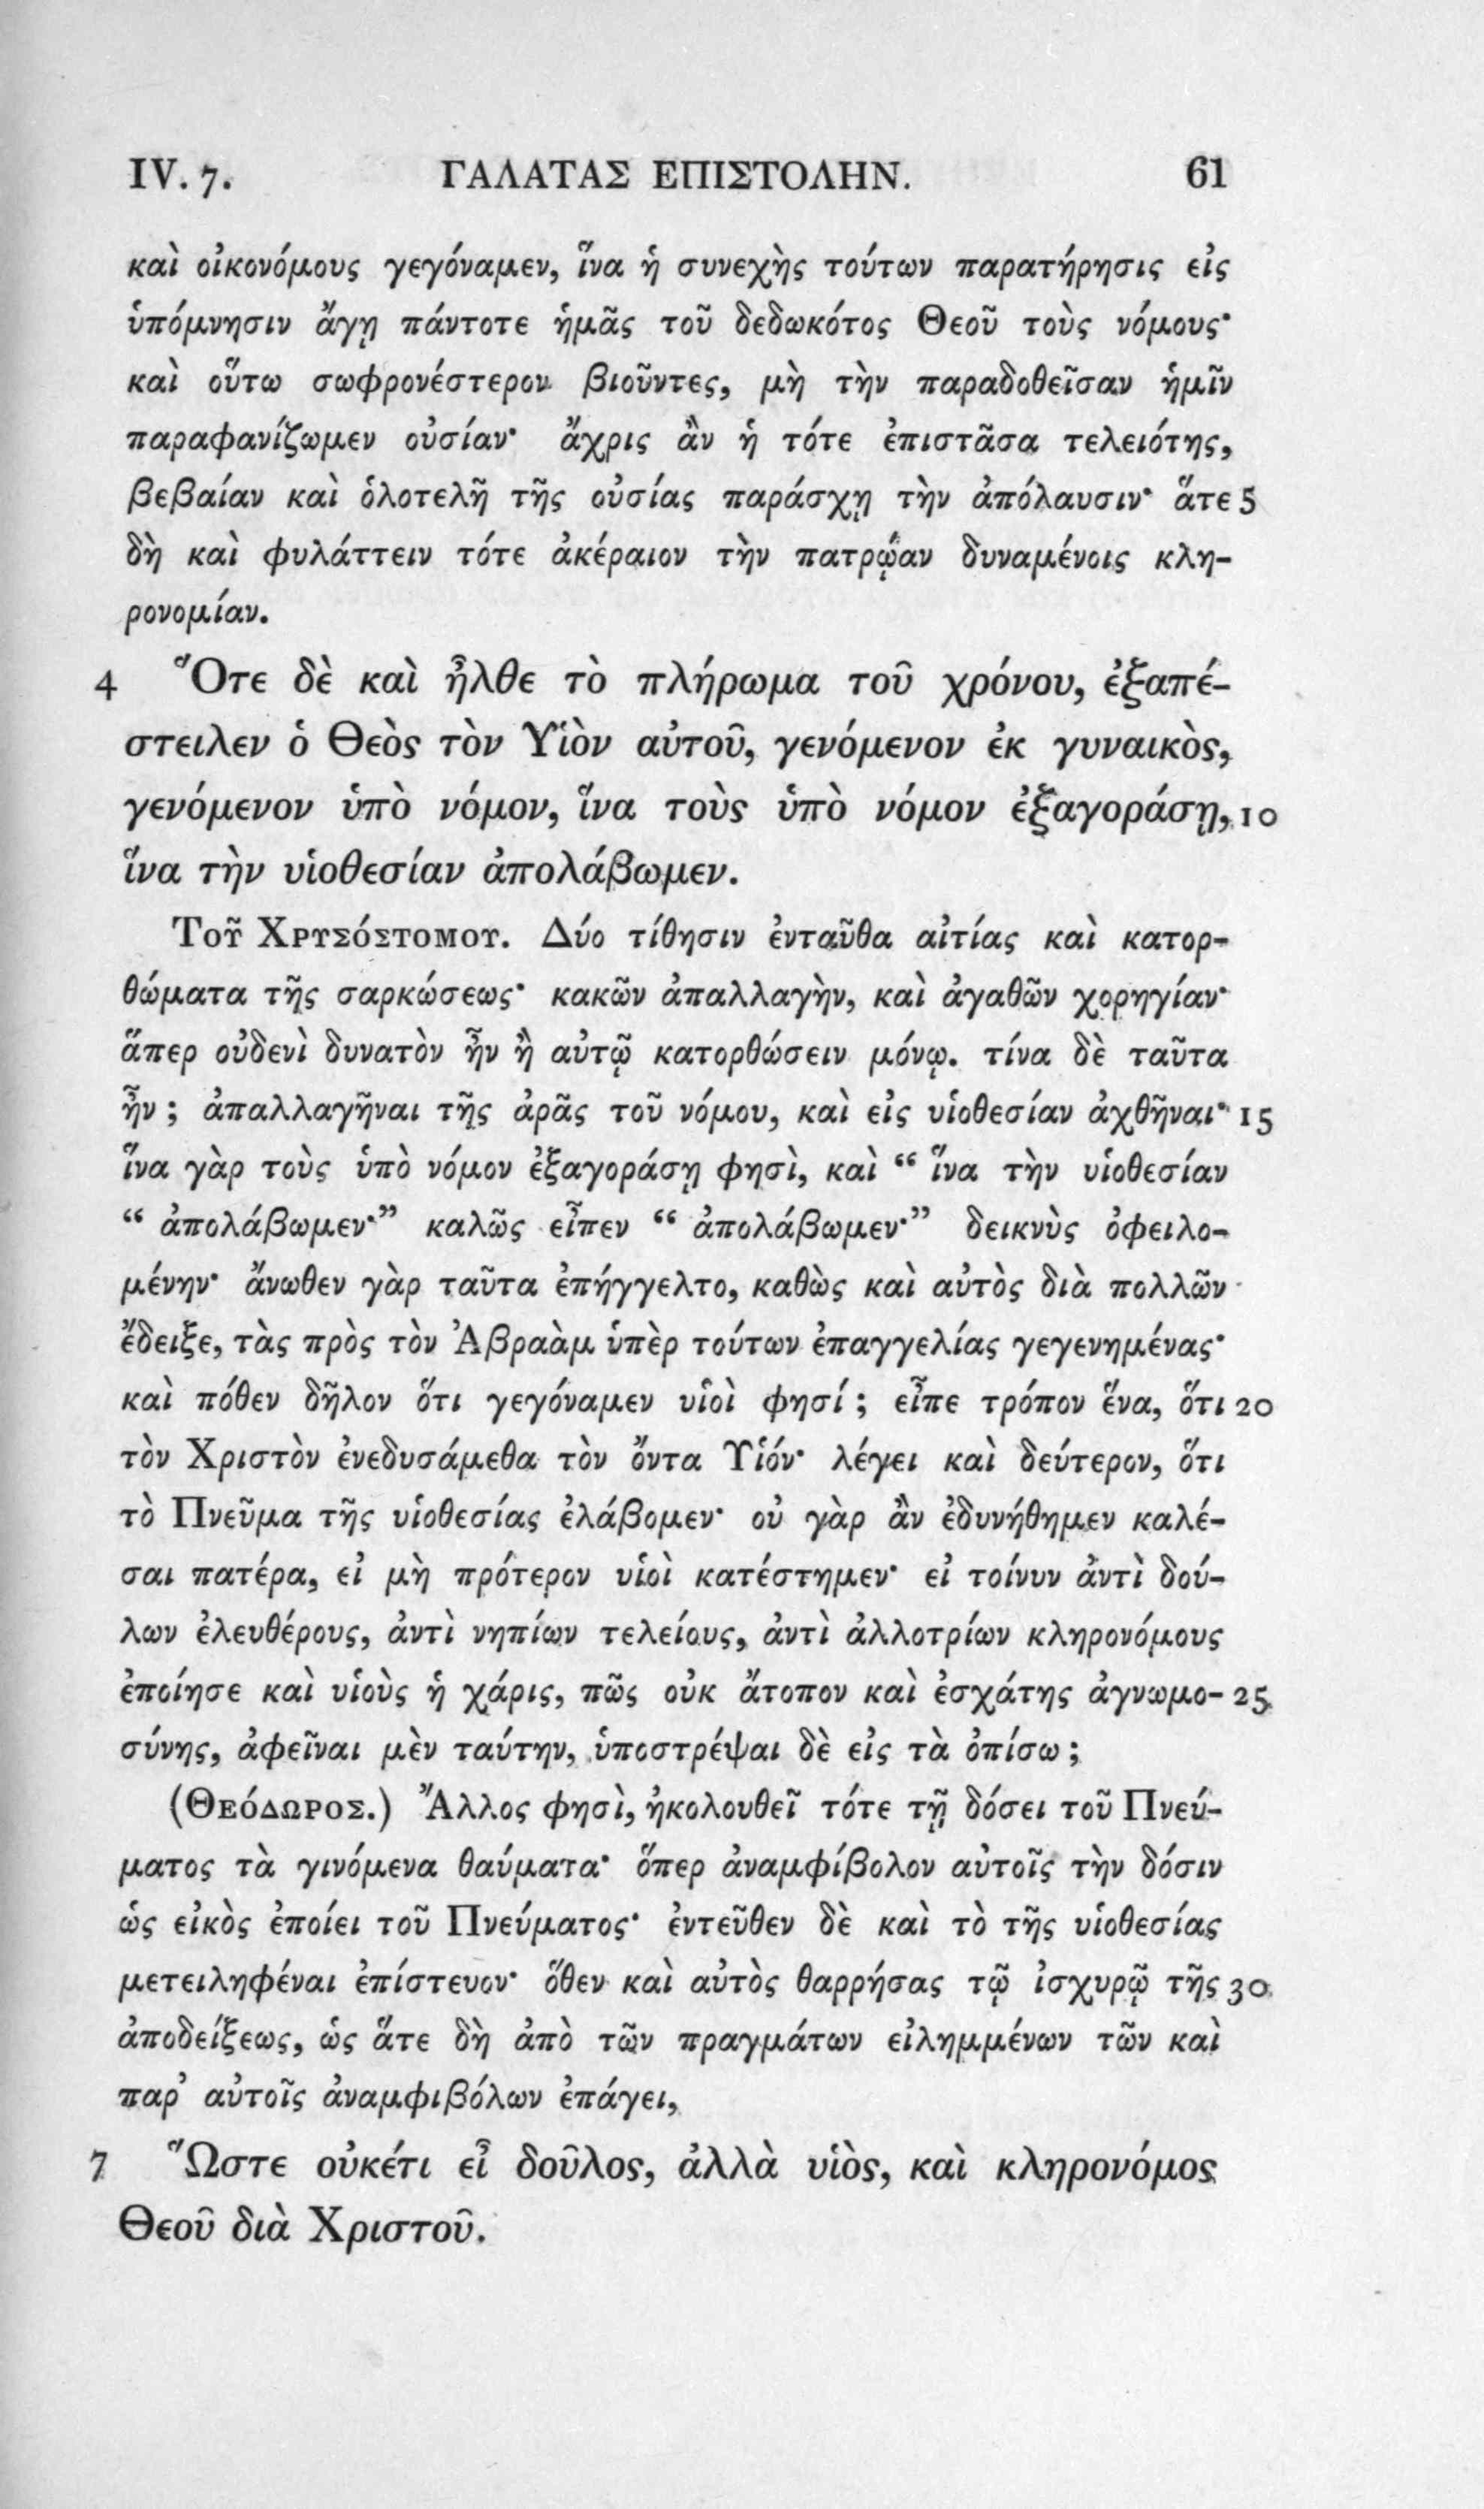 IV. 7. ΓΑΛΑΤΑΣ ΕΠΙΣΤΟΛΗΝ. 61
καὶ οἰκονόμους γεγόναμεν, ἵνα ἡ συνεχὴς τούτων παρατήρησις εἰς
ὑπόμνησιν ἄγῃ πάντοτε ἡμᾶς τοῦ δεδωκότος Θεοῦ τοὺς νόμους·
καὶ οὕτω σωφρονέστερον βιοῦντες, μὴ τὴν παραδοθεῖσαν ἡμῖν
παραφανίζωμεν οὐσίαν· ἄχρις ἂν ἡ τότε ἐπιστᾶσα τελειότης,
βεβαίαν καὶ ὁλοτελῆ τῆς οὐσίας παράσχῃ τὴν ἀπόλαυσιν· ἅτε 5
δὴ καὶ φυλάττειν τότε ἀκέραιον τὴν πατρῴαν δυναμένοις κλη-
ρονομίαν.
4 Ὅτε δὲ καὶ ἦλθε τὸ πλήρωμα τοῦ χρόνου, ἐξαπέ-
στειλεν ὁ Θεὸς τὸν Υἱὸν αὐτοῦ, γενόμενον ἐκ γυναικὸς,
γενόμενον ὑπὸ νόμον, ἵνα τοὺς ὑπὸ νόμον ἐξαγοράσῃ, 10
ἵνα τὴν υἱοθεσίαν ἀπολάβωμεν.
Τοῦ Χρυσόστομου. Δύο τίθησιν ἐνταῦθα αἰτίας καὶ κατορ-
θώματα τῆς σαρκώσεως· κακῶν ἀπαλλαγὴν, καὶ ἀγαθῶν χορηγίαν·
ἅπερ οὐδενὶ δυνατὸν ἦν ἢ αὐτῷ κατορθώσειν μόνῳ. τίνα δὲ ταῦτα
ἦν ; ἀπαλλαγῆναι τῆς ἀρᾶς τοῦ νόμου, καὶ εἰς υἱοθεσίαν ἀχθῆναι· 15
ἵνα γὰρ τοὺς ὑπὸ νόμον ἐξαγοράσῃ φησὶ, καὶ “ ἵνα τὴν υἱοθεσίαν
“ ἀπολάβωμεν·” καλῶς εἶπεν “ ἀπολάβωμεν·” δεικνὺς ὀφειλο-
μένην· ἄνωθεν γὰρ ταῦτα ἐπήγγελτο, καθὼς καὶ αὐτὸς διὰ πολλῶν
ἔδειξε, τὰς πρὸς τὸν Ἀβραὰμ ὑπὲρ τούτων ἐπαγγελίας γεγενημένας·
καὶ πόθεν δῆλον ὅτι γεγόναμεν υἱοὶ φησί ; εἶπε τρόπον ἕνα, ὅτι 20
τὸν Χριστὸν ἐνεδυσάμεθα τὸν ὄντα Υἱόν· λέγει καὶ δεύτερον, ὅτι
τὸ Πνεῦμα τῆς υἱοθεσίας ἐλάβομεν· οὐ γὰρ ἂν ἐδυνήθημεν καλέ-
σαι πατέρα, εἰ μὴ πρότερον υἱοὶ κατέστημεν· εἰ τοίνυν ἀντὶ δού-
λων ἐλευθέρους, ἀντὶ νηπίων τελείους, ἀντὶ ἀλλοτρίων κληρονόμους
ἐποίησε καὶ υἱοὺς ἡ χάρις, πῶς οὐκ ἄτοπον καὶ ἐσχάτης ἀγνωμο- 25
σύνης, ἀφεῖναι μὲν ταύτην, ὑποστρέψαι δὲ εἰς τὰ ὀπίσω ;
(Θεόδωρος.) Ἄλλος φησὶ, ἠκολουθεῖ τότε τῇ δόσει τοῦ Πνεύ-
ματος τὰ γινόμενα θαύματα· ὅπερ ἀναμφίβολον αὐτοῖς τὴν δόσιν
ὡς εἰκὸς ἐποίει τοῦ Πνεύματος· ἐντεῦθεν δὲ καὶ τὸ τῆς υἱοθεσίας
μετειληφέναι ἐπίστευον· ὅθεν καὶ αὐτὸς θαρρήσας τῷ ἰσχυρῷ τῆς 30
ἀποδείξεως, ὡς ἅτε δὴ ἀπὸ τῶν πραγμάτων εἰλημμένων τῶν καὶ
παρ’ αὐτοῖς ἀναμφιβόλων ἐπάγει,
7 Ὥστε οὐκέτι εἶ δοῦλος, ἀλλὰ υἱὸς, καὶ κληρονόμος
Θεοῦ διὰ Χριστοῦ.